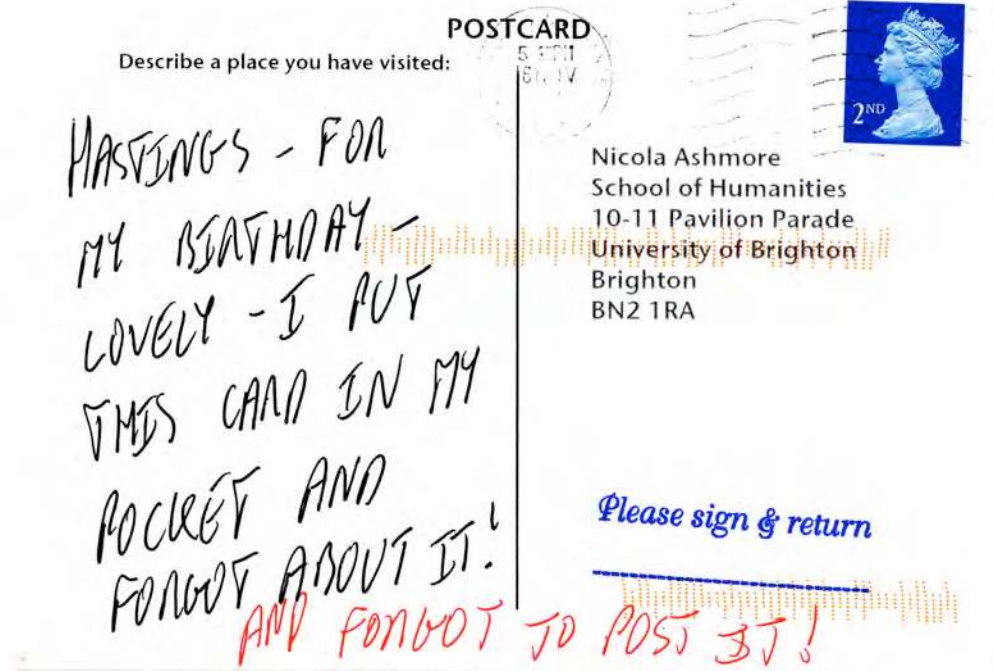 POSTCARD
Describe a place you have visited:
HASTINGS - FOR
MY BIRTHDAY -
LOVELY - I PUT
THIS CARD IN MY
POCKET AND
FORGOT ABOUT IT!
AND FORGOT TO POST IT!
2ND
Nicola Ashmore
School of Humanities
10-11 Pavilion Parade
University of Brighton
Brighton
BN2 1RA
Please sign & return